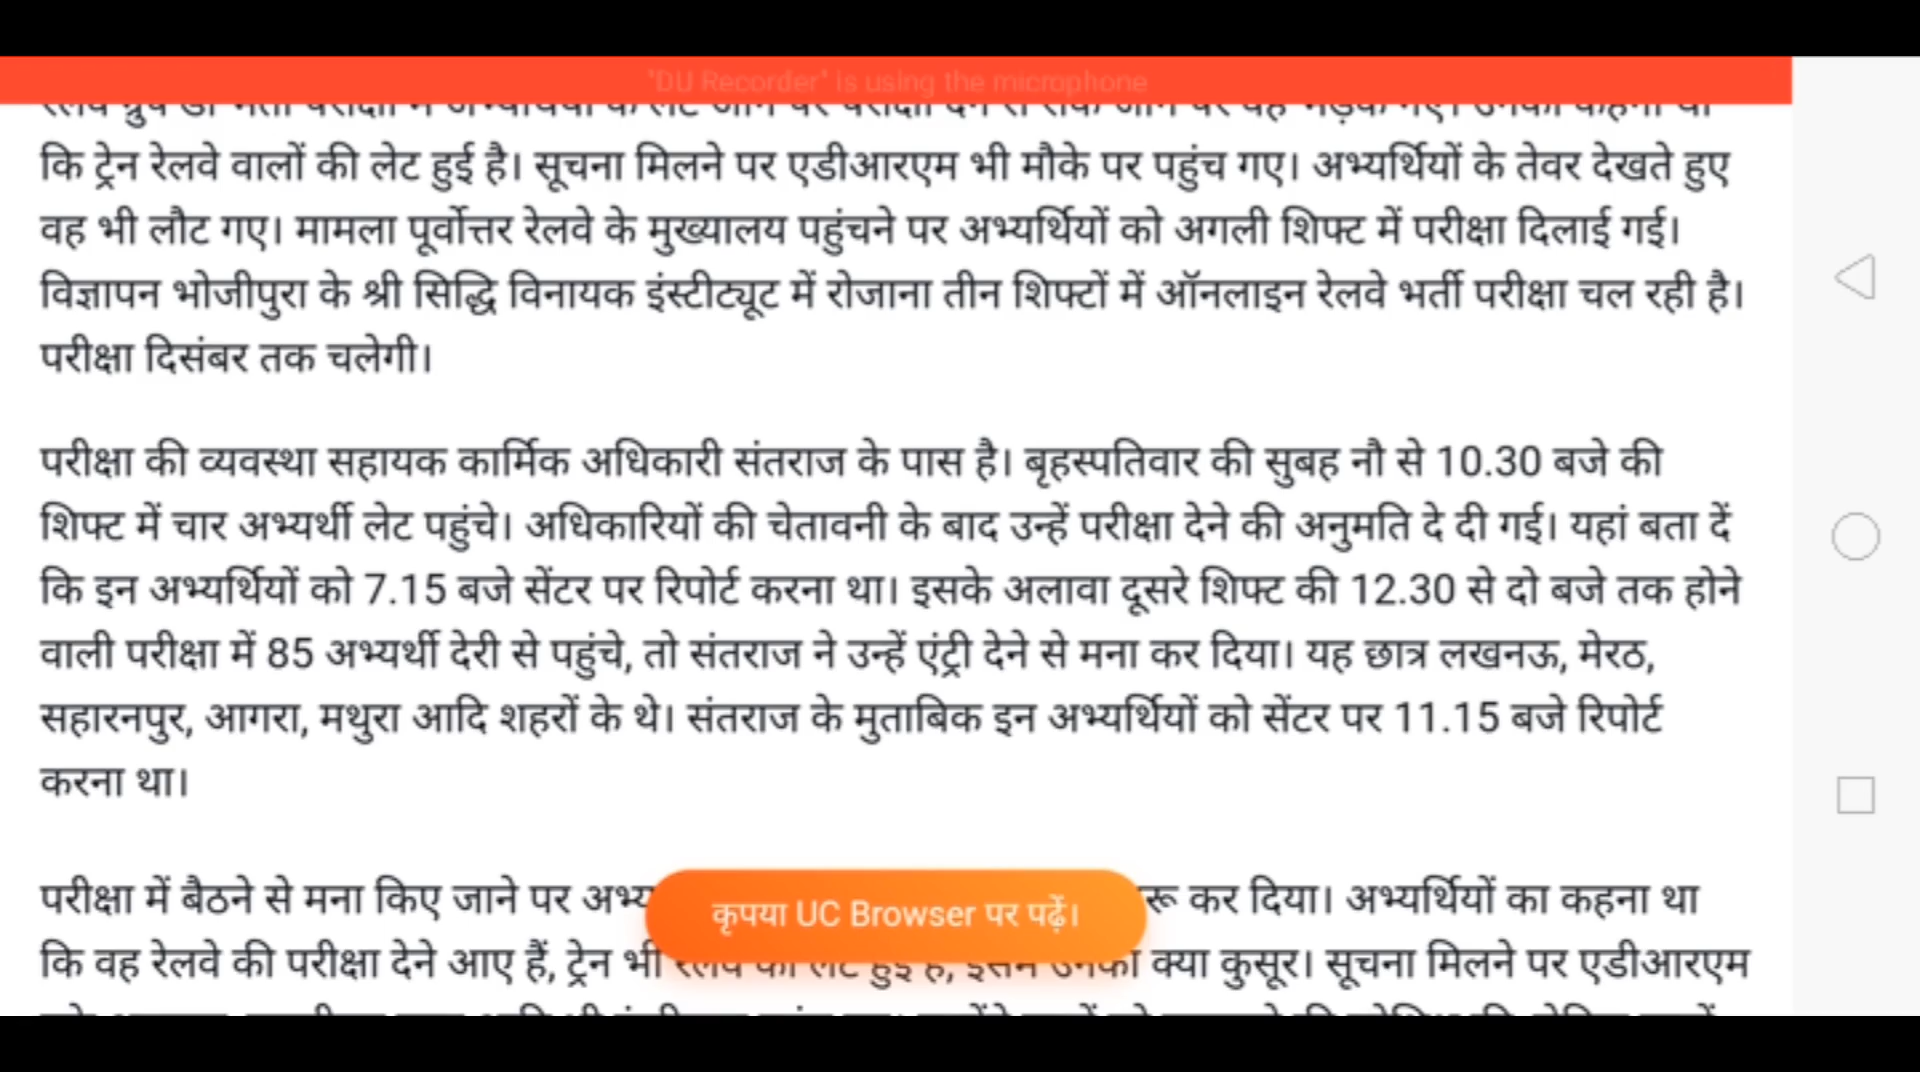 "DU Recorder" is using the microphone
कि ट्रेन रेलवे वालों की लेट हुई है। सूचना मिलने पर एडीआरएम भी मौके पर पहुंच गए। अभ्यर्थियों के तेवर देखते हुए
वह भी लौट गए। मामला पूर्वोत्तर रेलवे के मुख्यालय पहुंचने पर अभ्यर्थियों को अगली शिफ्ट में परीक्षा दिलाई गई।
विज्ञापन भोजीपुरा के श्री सिद्धि विनायक इंस्टीट्यूट में रोजाना तीन शिफ्टों में ऑनलाइन रेलवे भर्ती परीक्षा चल रही है।
परीक्षा दिसंबर तक चलेगी।
परीक्षा की व्यवस्था सहायक कार्मिक अधिकारी संतराज के पास है। बृहस्पतिवार की सुबह नौ से 10.30 बजे की
शिफ्ट में चार अभ्यर्थी लेट पहुंचे। अधिकारियों की चेतावनी के बाद उन्हें परीक्षा देने की अनुमति दे दी गई। यहां बता दें
कि इन अभ्यर्थियों को 7.15 बजे सेंटर पर रिपोर्ट करना था। इसके अलावा दूसरे शिफ्ट की 12.30 से दो बजे तक होने
वाली परीक्षा में 85 अभ्यर्थी देरी से पहुंचे, तो संतराज ने उन्हें एंट्री देने से मना कर दिया। यह छात्र लखनऊ, मेरठ,
सहारनपुर, आगरा, मथुरा आदि शहरों के थे। संतराज के मुताबिक इन अभ्यर्थियों को सेंटर पर 11.15 बजे रिपोर्ट
करना था।
परीक्षा में बैठने से मना किए जाने पर कर दिया। अभ्यर्थियों का कहना था
कृपया UC Browser पर पढ़ें।
कि वह रेलवे की परीक्षा देने आए हैं, ट्रेन भी क्या कुसूर। सूचना मिलने पर एडीआरएम